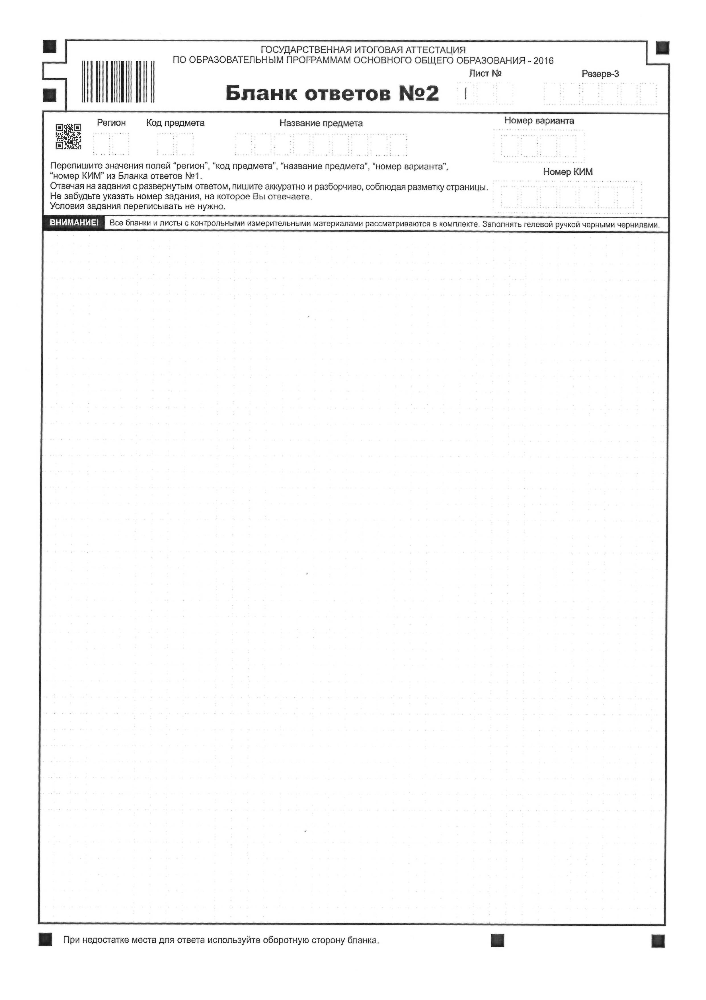 ГОСУДАРСТВЕННАЯ ИТОГОВАЯ АТТЕСТАЦИЯ
ПО ОБРАЗОВАТЕЛЬНЫМ ПРОГРАММАМ ОСНОВНОГО ОБЩЕГО ОБРАЗОВАНИЯ - 2016
Лист № Резерв-3
Бланк ответов №2 1
Регион Код предмета Название предмета Номер варианта
Перепишите значения полей “регион”, “код предмета”, “название предмета”, “номер варианта”,
“номер КИМ” из Бланка ответов №1.
Номер КИМ
Отвечая на задания с развернутым ответом, пишите аккуратно и разборчиво, соблюдая разметку страницы.
Не забудьте указать номер задания, на которое Вы отвечаете.
Условия задания переписывать не нужно.
ВНИМАНИЕ! Все бланки и листы с контрольными измерительными материалами рассматриваются в комплекте. Заполнять гелевой ручкой черными чернилами.
При недостатке места для ответа используйте оборотную сторону бланка.